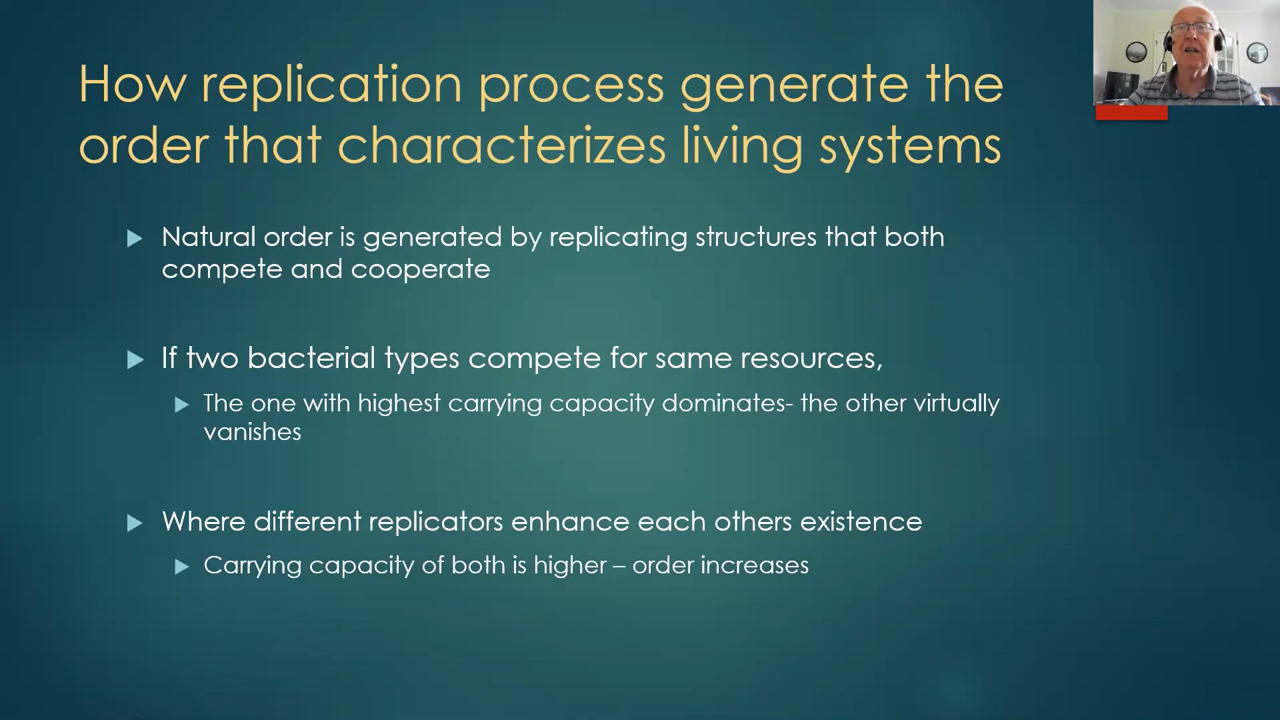 How replication process generate the
order that characterizes living systems
Natural order is generated by replicating structures that both
compete and cooperate
If two bacterial types compete for same resources,
The one with highest carrying capacity dominates- the other virtually
vanishes
Where different replicators enhance each others existence
Carrying capacity of both is higher – order increases